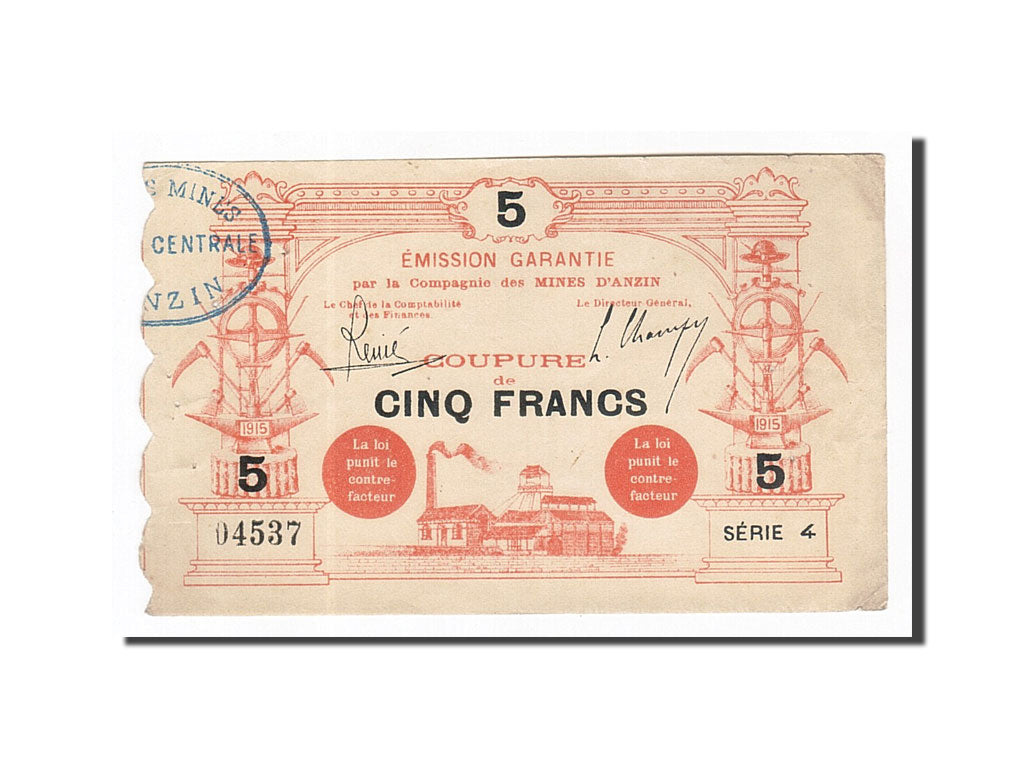 S MINES
CENTRALE
NZIN
5
ÉMISSION GARANTIE
par la Compagnie des MINES D'ANZIN
Le Chef de la Comptabilité
et des Finances.
Le Directeur Général,
COUPURE
de
CINQ FRANCS
1915
1915
5
5
La loi
punit le
contre-
facteur
La loi
punit le
contre-
facteur
04537
SÉRIE 4